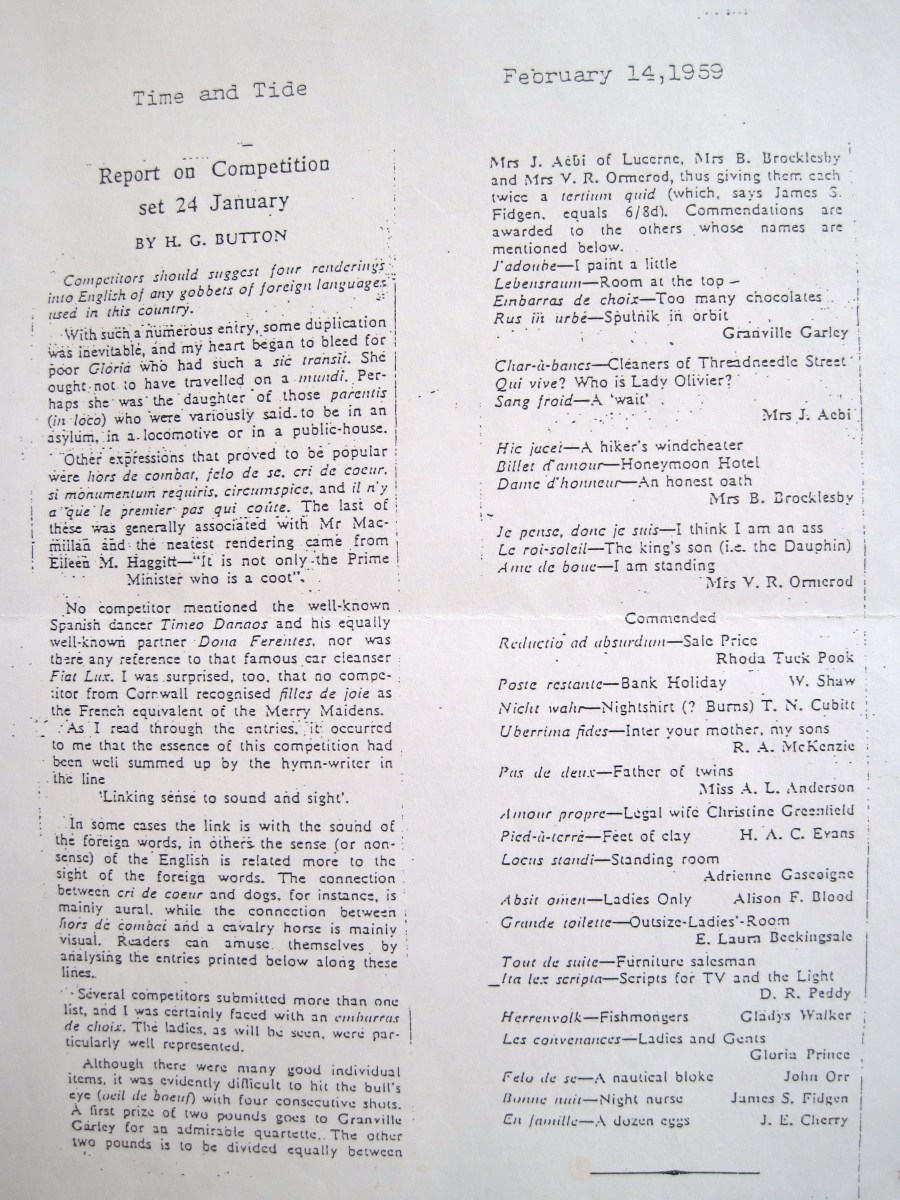 Time and Tide
Report on Competition
set 24 January
BY H. G. BUTTON
Competitors should suggest four renderings
into English of any gobbets of foreign languages
used in this country.
With such a numerous entry, some duplication
was inevitable, and my heart began to bleed for
poor Gloria who had such a sic transit. She
ought not to have travelled on a mundi. Per-
haps she was the daughter of those parentis
(in loco) who were variously said to be in an
asylum, in a locomotive or in a public-house.
Other expressions that proved to be popular
were hors de combat, felo de se, cri de coeur,
si monumentum requiris, circumspice, and il n'y
a que le premier pas qui coûte. The last of
these was generally associated with Mr Mac-
millan and the neatest rendering came from
Eileen M. Haggitt—"It is not only the Prime
Minister who is a coot".
No competitor mentioned the well-known
Spanish dancer Timeo Danaos and his equally
well-known partner Dona Ferentes, nor was
there any reference to that famous car cleanser
Fiat Lux. I was surprised, too, that no compe-
titor from Cornwall recognised filles de joie as
the French equivalent of the Merry Maidens.
As I read through the entries, it occurred
to me that the essence of this competition had
been well summed up by the hymn-writer in
the line
'Linking sense to sound and sight'.
In some cases the link is with the sound of
the foreign words, in others the sense (or non-
sense) of the English is related more to the
sight of the foreign words. The connection
between cri de coeur and dogs, for instance, is
mainly aural, while the connection between
hors de combat and a cavalry horse is mainly
visual. Readers can amuse themselves by
analysing the entries printed below along these
lines.
Several competitors submitted more than one
list, and I was certainly faced with an embarras
de choix. The ladies, as will be seen, were par-
ticularly well represented.
Although there were many good individual
items, it was evidently difficult to hit the bull's
eye (oeil de boeuf) with four consecutive shots.
A first prize of two pounds goes to Granville
Garley for an admirable quartette. The other
two pounds is to be divided equally between
February 14,1959
Mrs J. Aebi of Lucerne, Mrs B. Brocklesby
and Mrs V. R. Ormerod, thus giving them each
twice a tertium quid (which, says James S.
Fidgen, equals 6/8d). Commendations are
awarded to the others whose names are
mentioned below.
J'adoube—I paint a little
Lebensraum—Room at the top
Embarras de choix—Too many chocolates
Rus in urbe—Sputnik in orbit
Granville Garley
Char-à-bancs—Cleaners of Threadneedle Street
Qui vive? Who is Lady Olivier?
Sang froid—A 'wait'
Mrs J. Aebi
Hic jacet—A hiker's windcheater
Billet d'amour—Honeymoon Hotel
Dame d'honneur—An honest oath
Mrs B. Brocklesby
Je pense, donc je suis—I think I am an ass
Le roi-soleil—The king's son (i.e. the Dauphin)
Ame de boue—I am standing
Mrs V. R. Ormerod
Commended
Reductio ad absurdum—Sale Price
Rhoda Tuck Pook
Poste restante—Bank Holiday W. Shaw
Nicht wahr—Nightshirt (? Burns) T. N. Cubitt
Uberrima fides—Inter your mother, my sons
R. A. McKenzie
Pas de deux—Father of twins
Miss A. L. Anderson
Amour propre—Legal wife Christine Greenfield
Pied-à-terre—Feet of clay H. A. C. Evans
Locus standi—Standing room
Adrienne Gascoigne
Absit omen—Ladies Only Alison F. Blood
Grande toilette—Outsize-Ladies'-Room
E. Laura Beckingsale
Tout de suite—Furniture salesman
Ita lex scripta—Scripts for TV and the Light
D. R. Peddy
Herrenvolk—Fishmongers Gladys Walker
Les convenances—Ladies and Gents
Gloria Prince
Felo de se—A nautical bloke John Orr
Bonne nuit—Night nurse James S. Fidgen
En famille—A dozen eggs J. E. Cherry